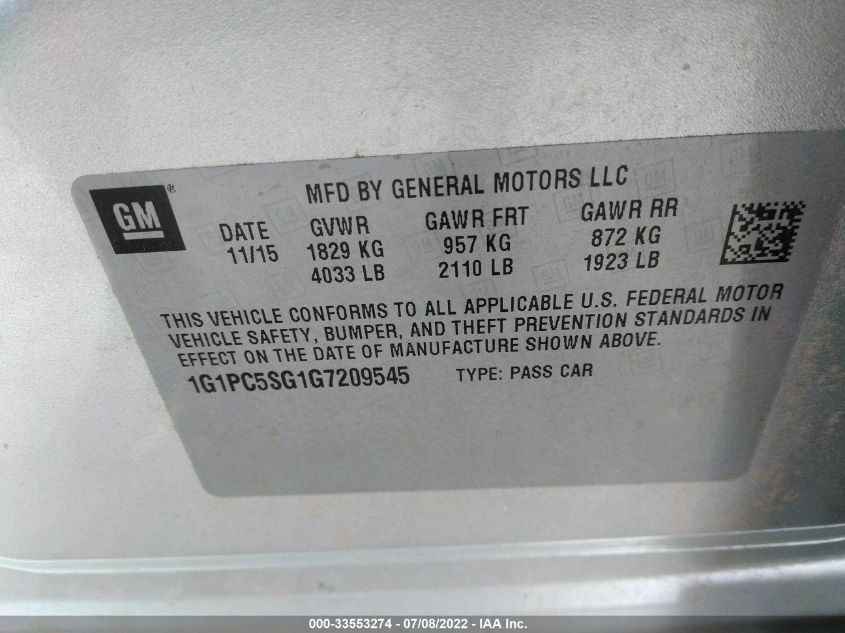 MFD BY GENERAL MOTORS LLC
GM®
DATE GVWR GAWR FRT GAWR RR
11/15 1829 KG 957 KG 872 KG
4033 LB 2110 LB 1923 LB
THIS VEHICLE CONFORMS TO ALL APPLICABLE U.S. FEDERAL MOTOR
VEHICLE SAFETY, BUMPER, AND THEFT PREVENTION STANDARDS IN
EFFECT ON THE DATE OF MANUFACTURE SHOWN ABOVE.
1G1PC5SG1G7209545 TYPE: PASS CAR
000-33553274 - 07/08/2022 - IAA Inc.